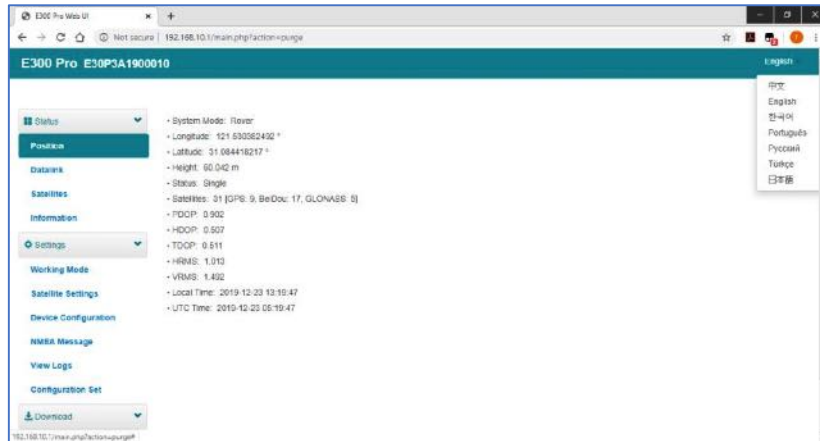 E300 Pro Web UI
Not secure | 192.168.10.1/main.php?action=purge
E300 Pro E30P3A1900010
English
中文
English
한국어
Português
Русский
Türkçe
日本語
Status
Position
Datalink
Satellites
Information
Settings
Working Mode
Satellite Settings
Device Configuration
NMEA Message
View Logs
Configuration Set
Download
• System Mode: Rover
• Longitude: 121.530382492 °
• Latitude: 31.084418217 °
• Height: 60.042 m
• Status: Single
• Satellites: 31 [GPS: 9, BeiDou: 17, GLONASS: 5]
• PDOP: 0.902
• HDOP: 0.507
• TDOP: 0.511
• HRMS: 1.013
• VRMS: 1.492
• Local Time: 2019-12-23 13:19:47
• UTC Time: 2019-12-23 05:19:47
192.168.10.1/main.php?action=purge#